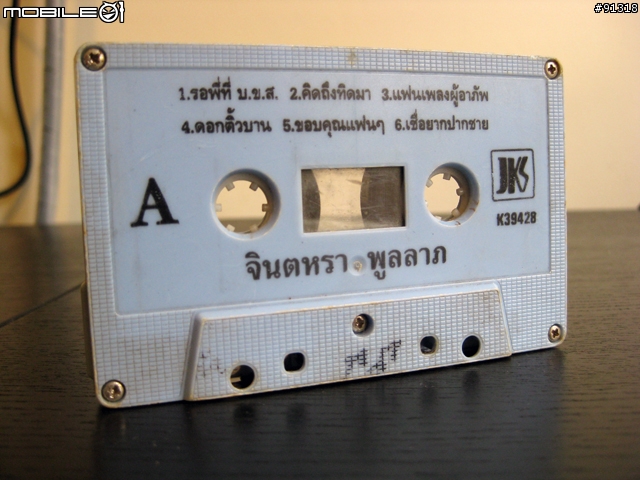 MOBILE01
#91318
1.รอพี่ที่ บ.ข.ส. 2.คิดถึงทิดมา 3.แฟนเพลงผู้อาภัพ
4.ดอกติ้วบาน 5.ขอบคุณแฟนๆ 6.เชื่อยากปากชาย
A
JKS
K39428
จินตหรา พูลลาภ